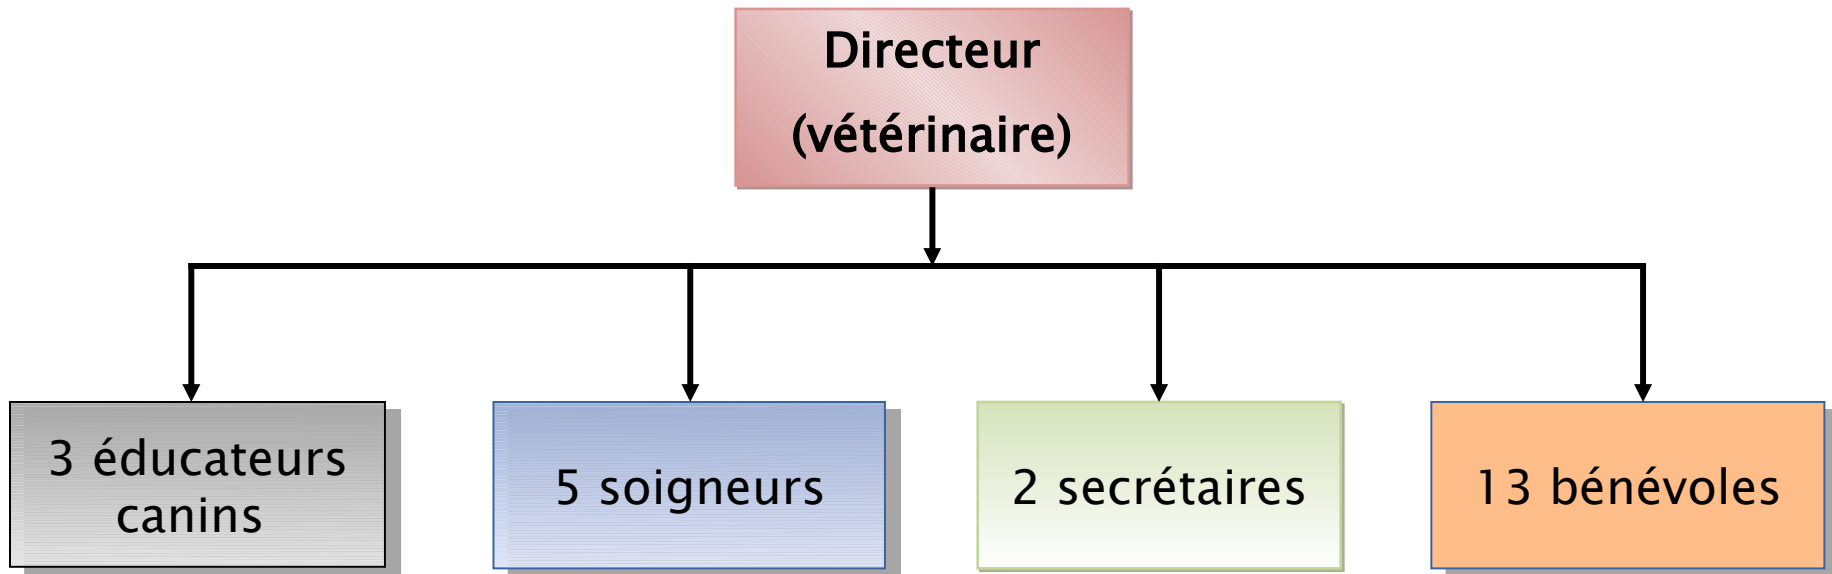 Directeur
(vétérinaire)
3 éducateurs
canins
5 soigneurs
2 secrétaires
13 bénévoles